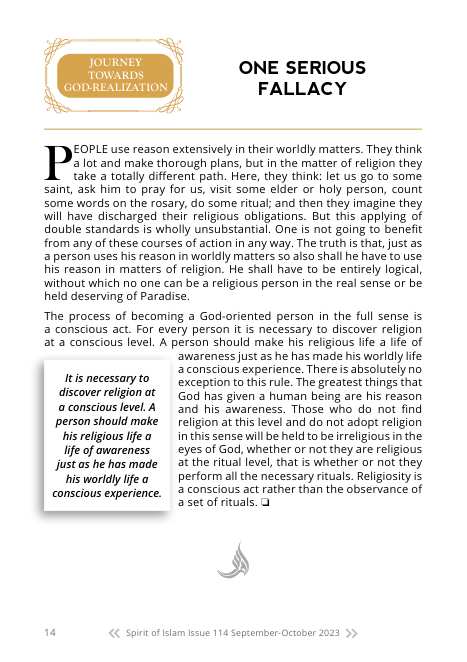 JOURNEY
TOWARDS
GOD-REALIZATION
ONE SERIOUS
FALLACY
PEOPLE use reason extensively in their worldly matters. They think
a lot and make thorough plans, but in the matter of religion they
take a totally different path. Here, they think: let us go to some
saint, ask him to pray for us, visit some elder or holy person, count
some words on the rosary, do some ritual; and then they imagine they
will have discharged their religious obligations. But this applying of
double standards is wholly unsubstantial. One is not going to benefit
from any of these courses of action in any way. The truth is that, just as
a person uses his reason in worldly matters so also shall he have to use
his reason in matters of religion. He shall have to be entirely logical,
without which no one can be a religious person in the real sense or be
held deserving of Paradise.
The process of becoming a God-oriented person in the full sense is
a conscious act. For every person it is necessary to discover religion
at a conscious level. A person should make his religious life a life of
awareness just as he has made his worldly life
a conscious experience. There is absolutely no
exception to this rule. The greatest things that
God has given a human being are his reason
and his awareness. Those who do not find
religion at this level and do not adopt religion
in this sense will be held to be irreligious in the
eyes of God, whether or not they are religious
at the ritual level, that is whether or not they
perform all the necessary rituals. Religiosity is
a conscious act rather than the observance of
a set of rituals. ❏
It is necessary to
discover religion at
a conscious level. A
person should make
his religious life a
life of awareness
just as he has made
his worldly life a
conscious experience.
14
Spirit of Islam Issue 114 September-October 2023